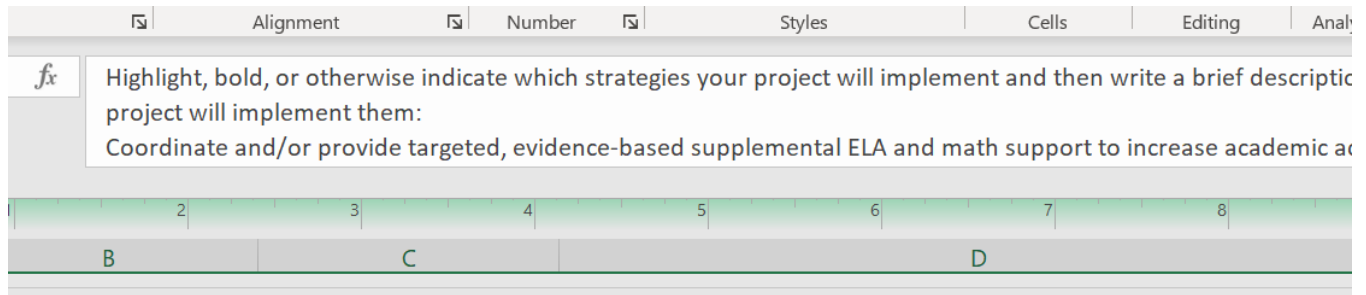 Alignment Number Styles Cells Editing
fx Highlight, bold, or otherwise indicate which strategies your project will implement and then write a brief
project will implement them:
Coordinate and/or provide targeted, evidence-based supplemental ELA and math support to increase academic
2 3 4 5 6 7 8
B C D